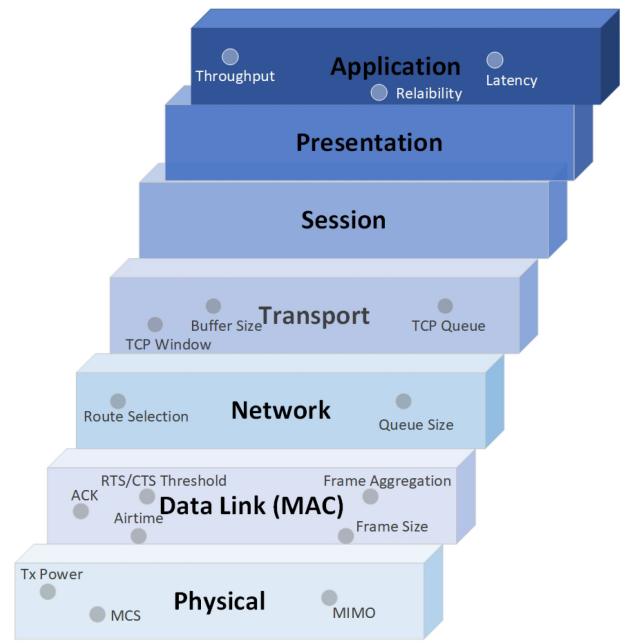 Application
Throughput
Latency
Relaibility
Presentation
Session
Transport
Buffer Size
TCP Queue
TCP Window
Network
Route Selection
Queue Size
RTS/CTS Threshold
Frame Aggregation
ACK
Data Link (MAC)
Airtime
Frame Size
Tx Power
Physical
MCS
MIMO